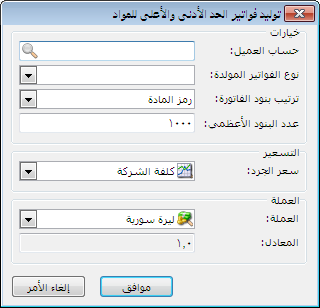 توليد فواتير الحد الأدنى والأعلى للمواد
خيارات
حساب العميل:
نوع الفواتير المولدة:
ترتيب بنود الفاتورة: رمز المادة
عدد البنود الأعظمي: ١٠٠٠
التسعير
سعر الجرد: كلفة الشركة
العملة
العملة: ليرة سورية
المعادل: ١,٠
موافق إلغاء الأمر